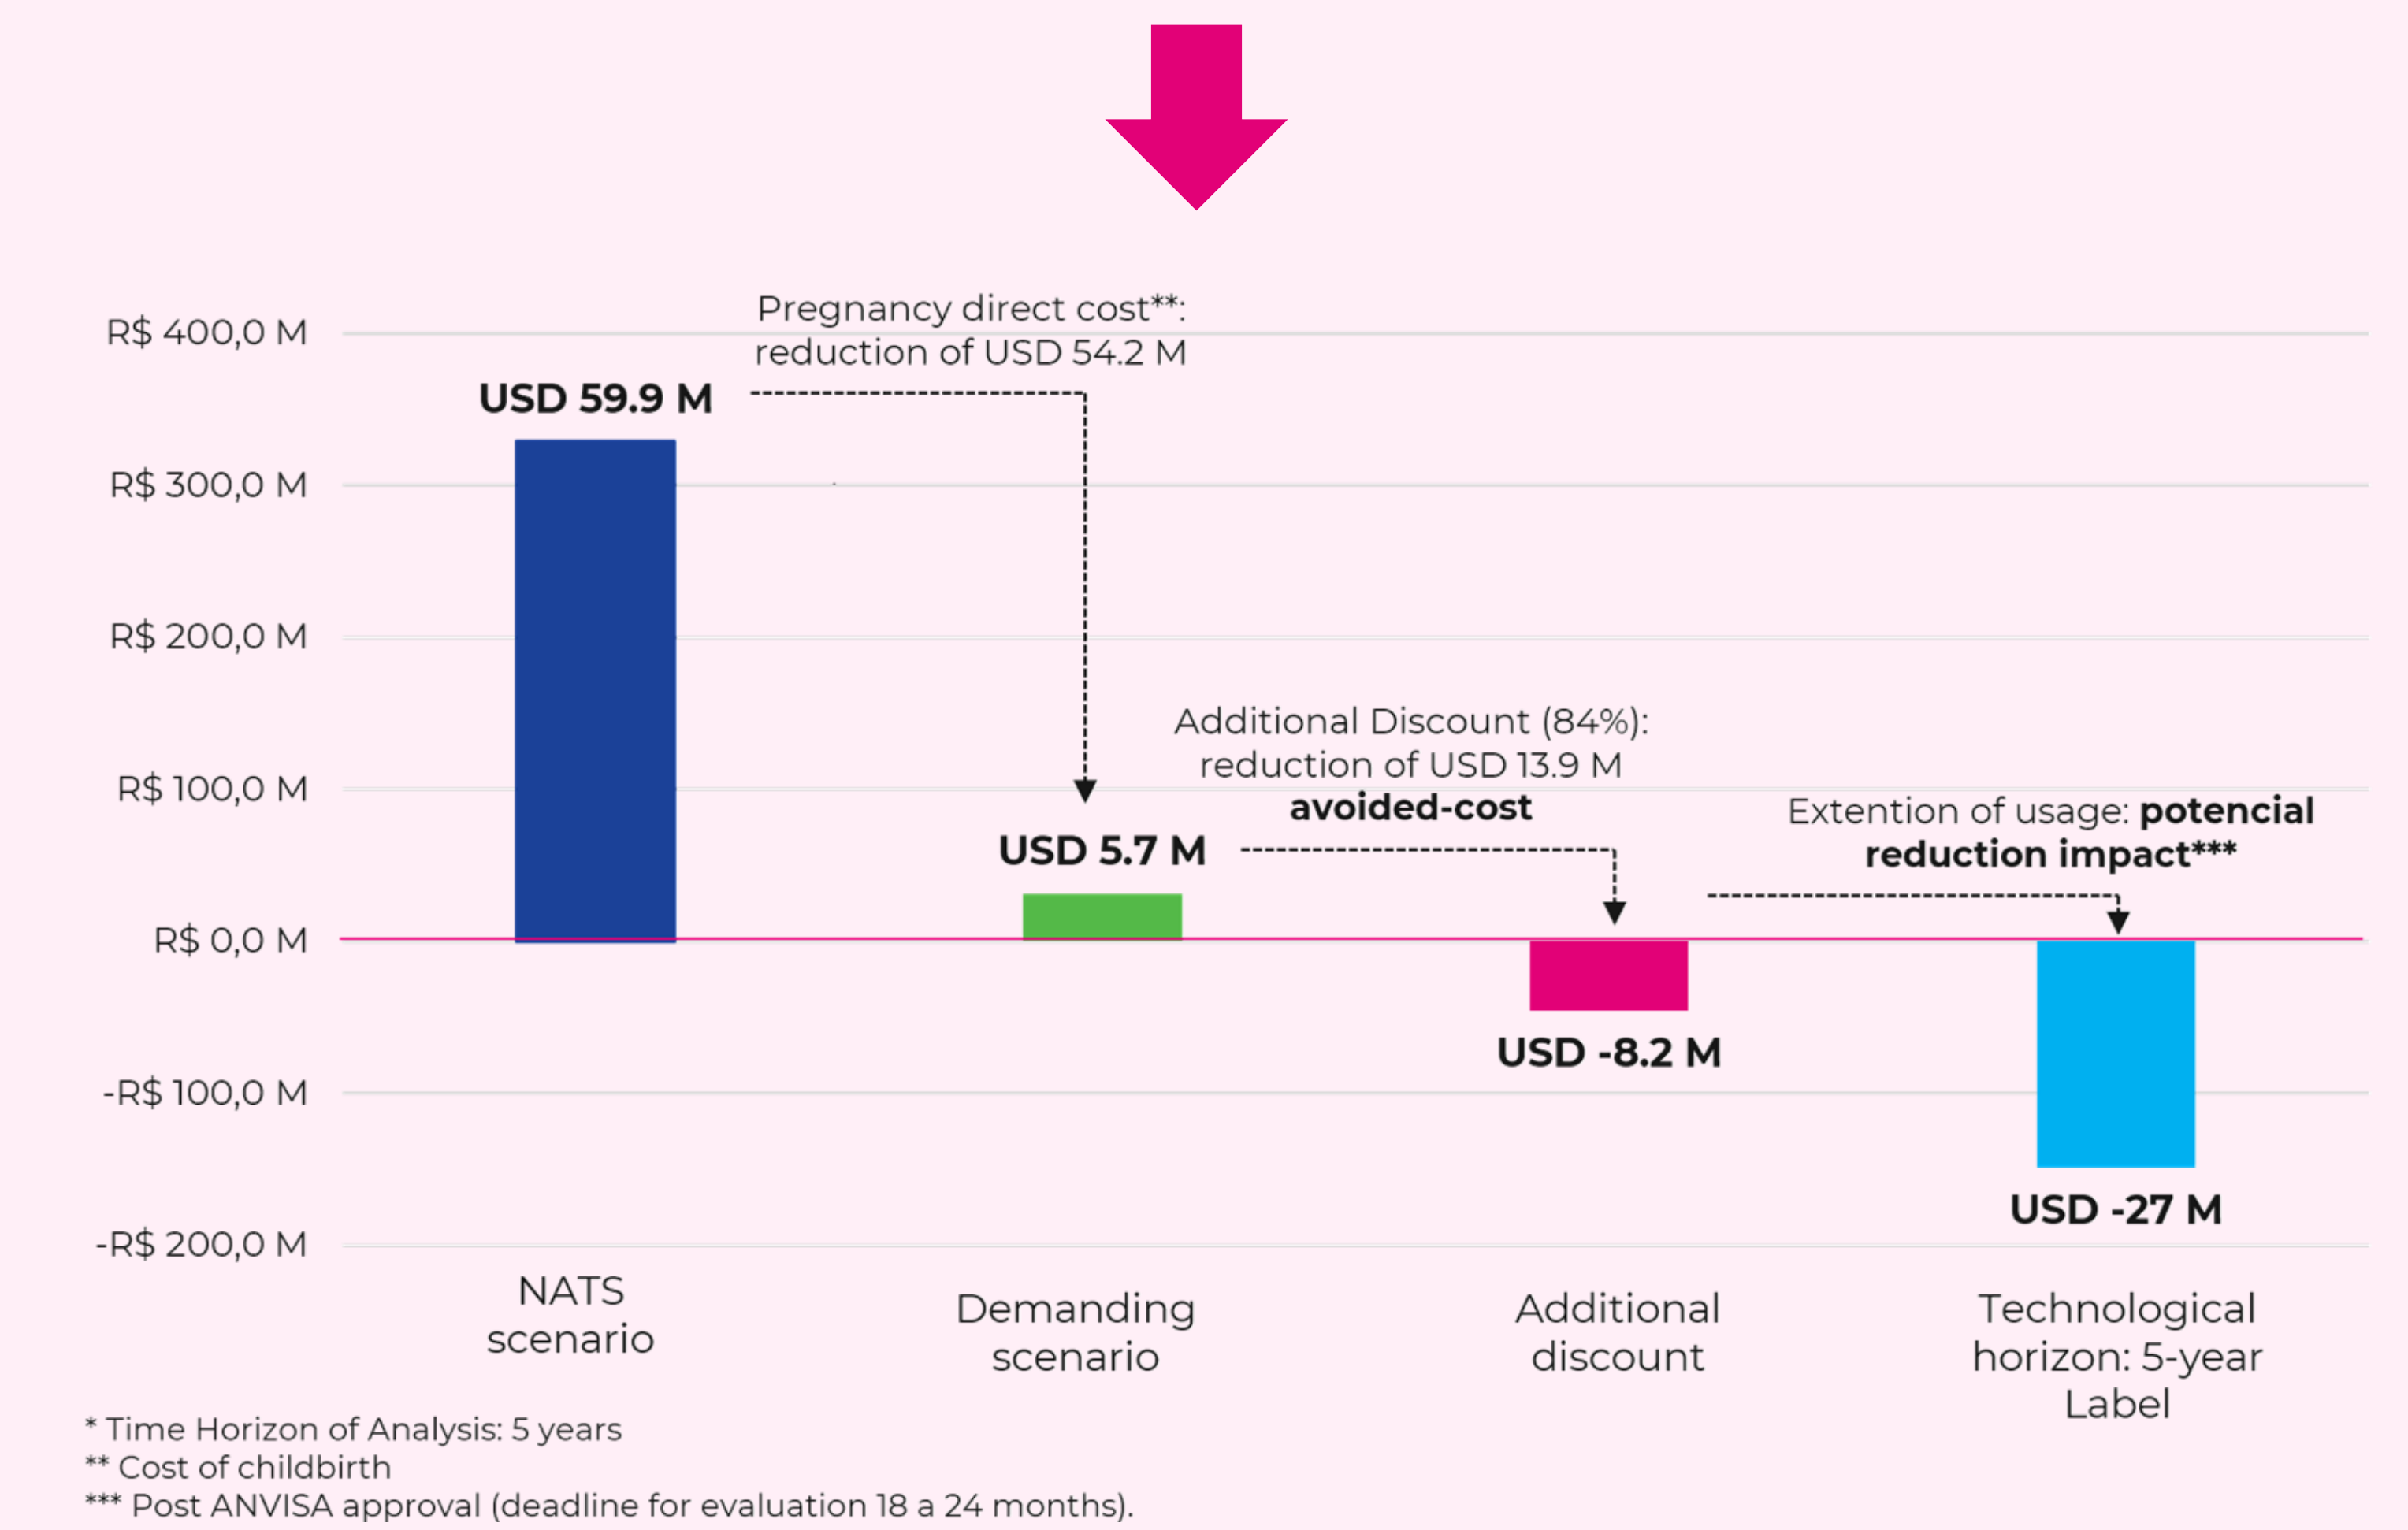 Pregnancy direct cost**:
reduction of USD 54.2 M
R$ 400,0 M
USD 59.9 M
R$ 300,0 M
R$ 200,0 M
Additional Discount (84%):
reduction of USD 13.9 M
avoided-cost
R$ 100,0 M
Extention of usage: potencial
reduction impact***
USD 5.7 M
R$ 0,0 M
USD -8.2 M
-R$ 100,0 M
USD -27 M
-R$ 200,0 M
NATS
scenario
Demanding
scenario
Additional
discount
Technological
horizon: 5-year
Label
* Time Horizon of Analysis: 5 years
** Cost of childbirth
*** Post ANVISA approval (deadline for evaluation 18 a 24 months).